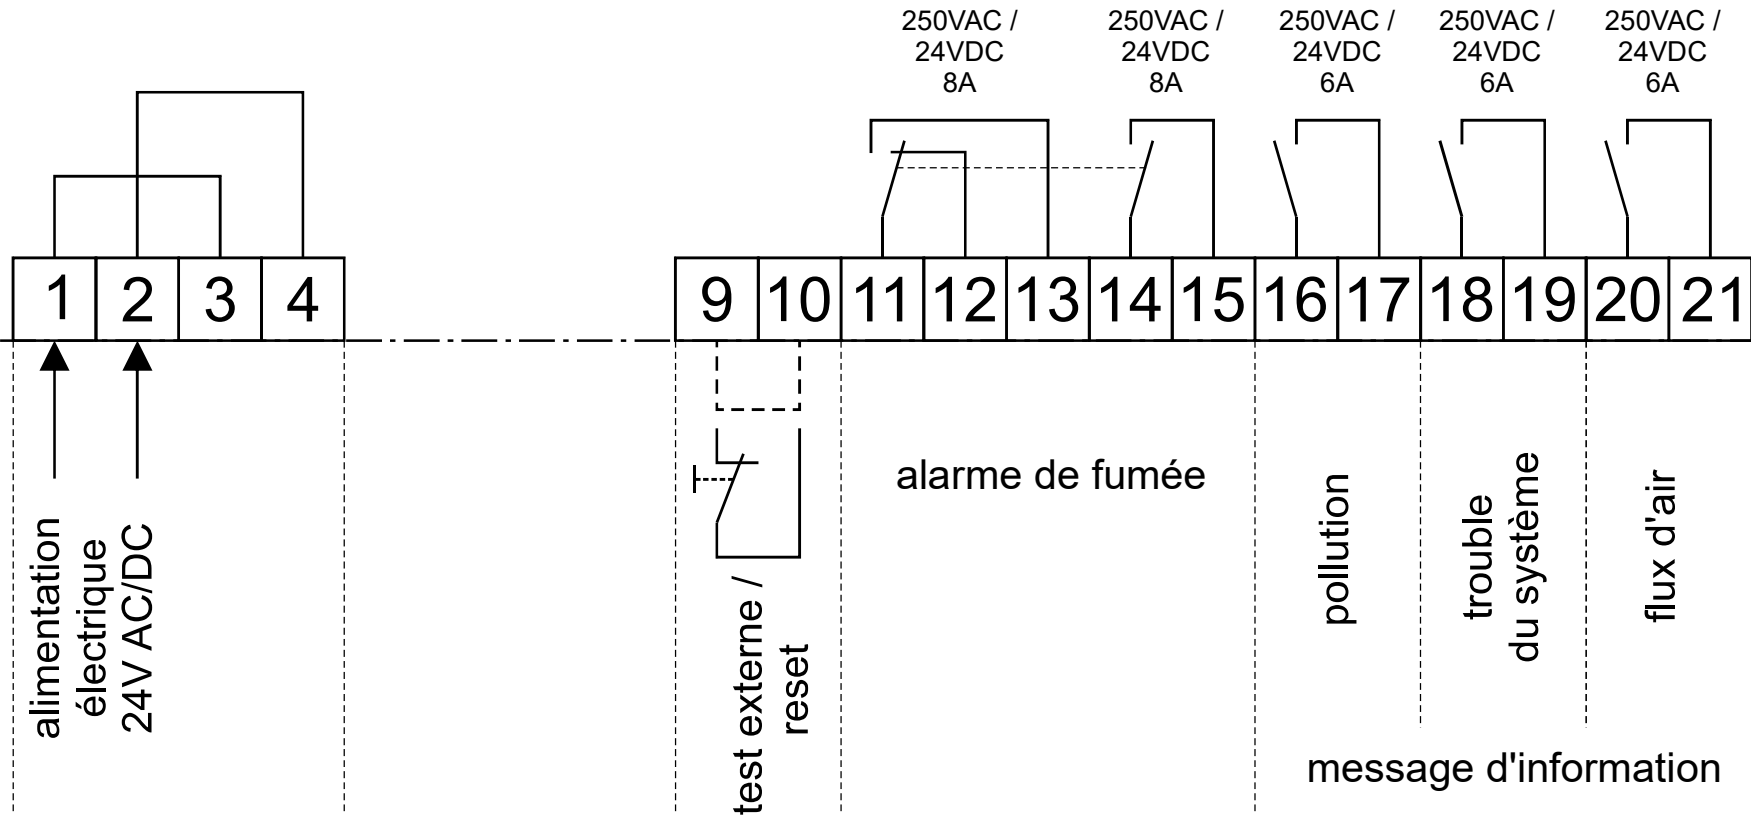 250VAC /
24VDC
8A
250VAC /
24VDC
8A
250VAC /
24VDC
6A
250VAC /
24VDC
6A
250VAC /
24VDC
6A
1 2 3 4 9 10 11 12 13 14 15 16 17 18 19 20 21
alimentation
électrique
24V AC/DC
test externe /
reset
alarme de fumée
pollution
trouble
du système
flux d'air
message d'information